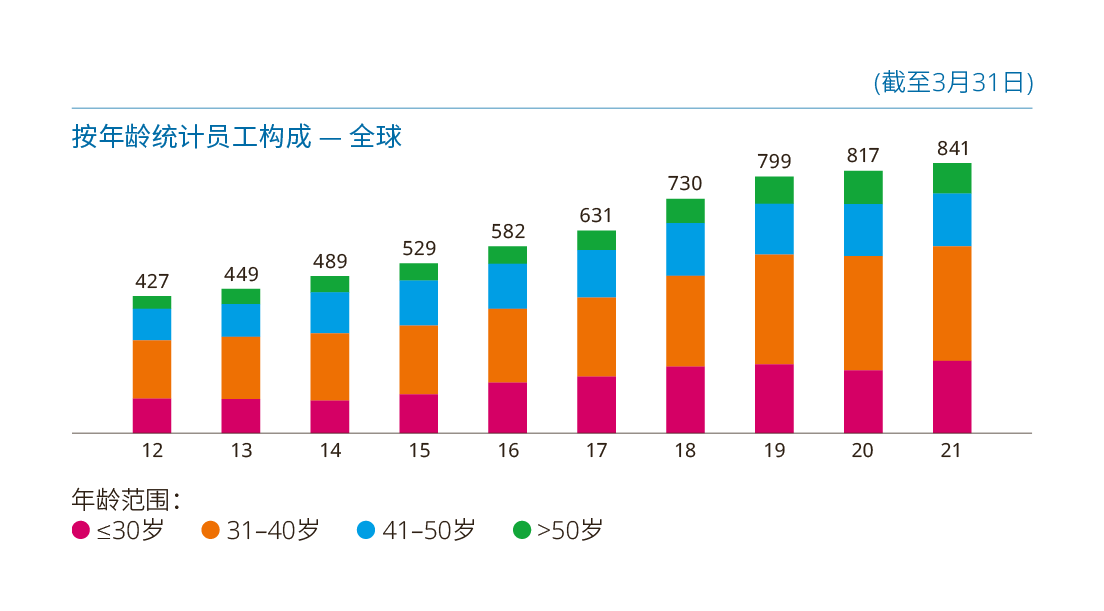 (截至3月31日)
按年龄统计员工构成 — 全球
427 449 489 529 582 631 730 799 817 841
12 13 14 15 16 17 18 19 20 21
年龄范围：
≤30岁 31–40岁 41–50岁 >50岁